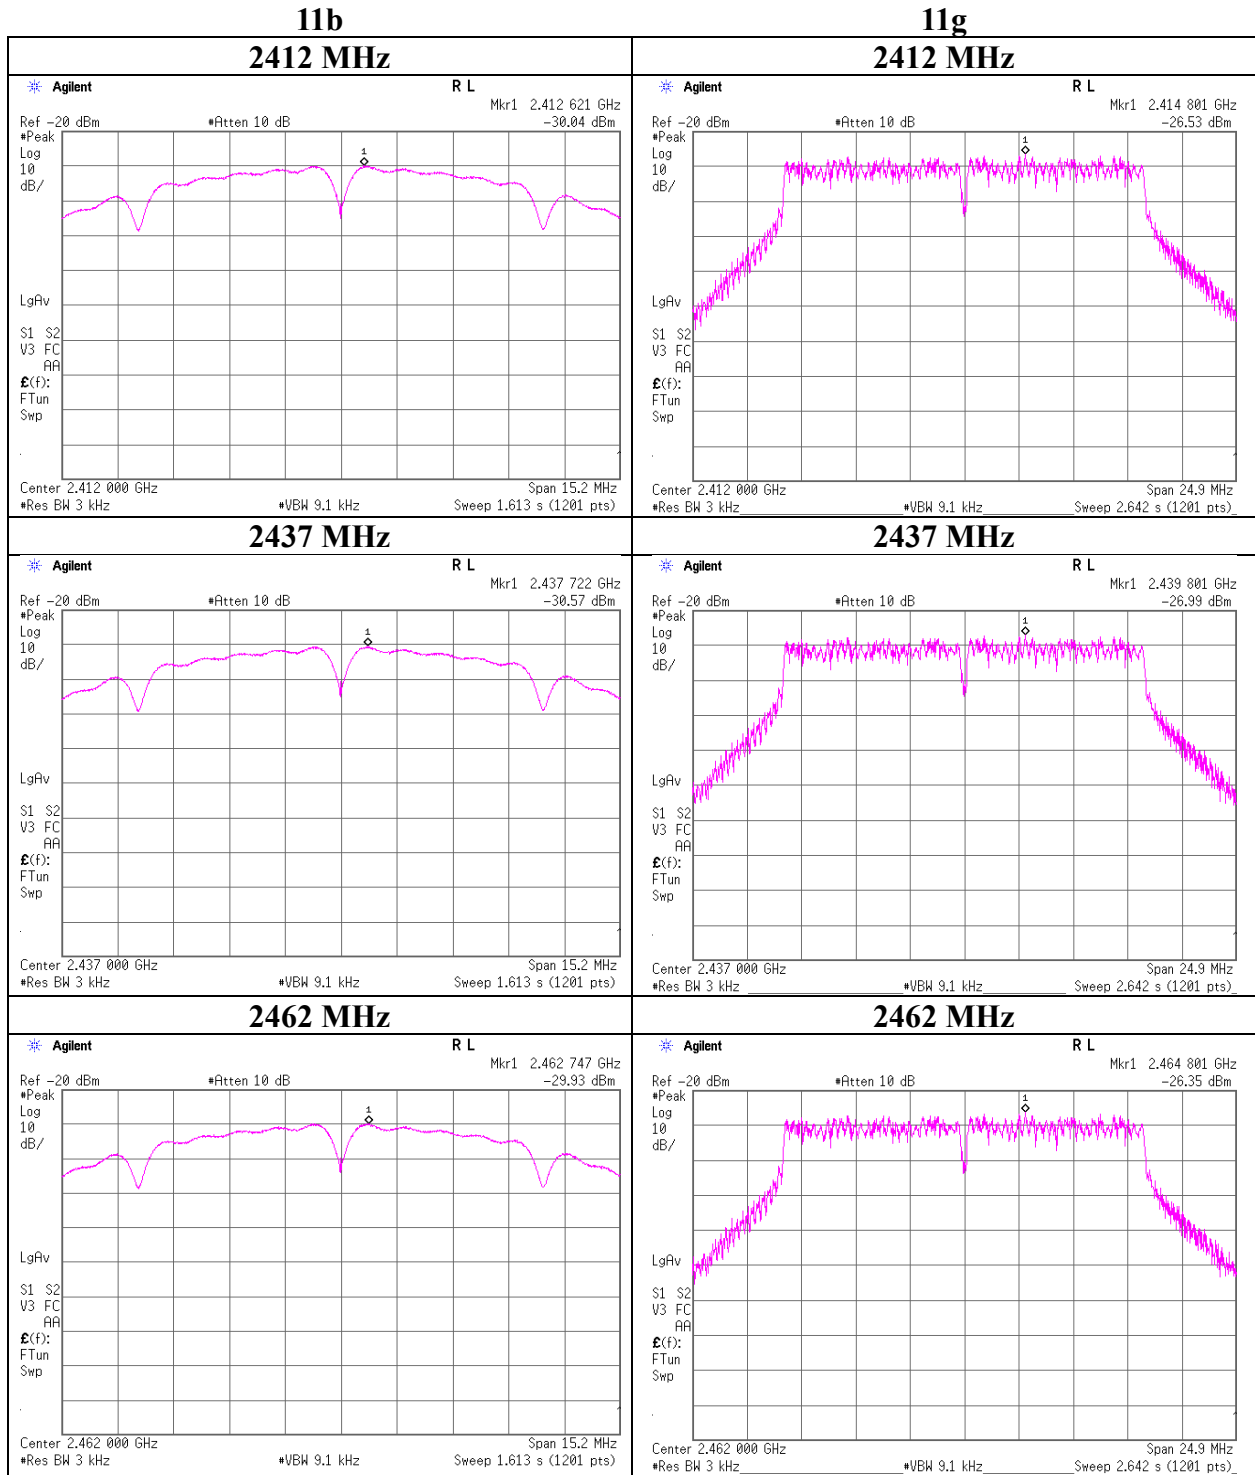 11b 11g
2412 MHz 2412 MHz
Agilent R L
Mkr1 2.412 621 GHz
Ref -20 dBm #Atten 10 dB -30.04 dBm
#Peak
Log
10
dB/
1
LgAv
S1 S2
V3 FC
AA
£(f):
FTun
Swp
Center 2.412 000 GHz Span 15.2 MHz
#Res BW 3 kHz #VBW 9.1 kHz Sweep 1.613 s (1201 pts)
Agilent R L
Mkr1 2.414 801 GHz
Ref -20 dBm #Atten 10 dB -26.53 dBm
#Peak
Log
10
dB/
1
LgAv
S1 S2
V3 FC
AA
£(f):
FTun
Swp
Center 2.412 000 GHz Span 24.9 MHz
#Res BW 3 kHz #VBW 9.1 kHz Sweep 2.642 s (1201 pts)
2437 MHz 2437 MHz
Agilent R L
Mkr1 2.437 722 GHz
Ref -20 dBm #Atten 10 dB -30.57 dBm
#Peak
Log
10
dB/
1
LgAv
S1 S2
V3 FC
AA
£(f):
FTun
Swp
Center 2.437 000 GHz Span 15.2 MHz
#Res BW 3 kHz #VBW 9.1 kHz Sweep 1.613 s (1201 pts)
Agilent R L
Mkr1 2.439 801 GHz
Ref -20 dBm #Atten 10 dB -26.99 dBm
#Peak
Log
10
dB/
1
LgAv
S1 S2
V3 FC
AA
£(f):
FTun
Swp
Center 2.437 000 GHz Span 24.9 MHz
#Res BW 3 kHz #VBW 9.1 kHz Sweep 2.642 s (1201 pts)
2462 MHz 2462 MHz
Agilent R L
Mkr1 2.462 747 GHz
Ref -20 dBm #Atten 10 dB -29.93 dBm
#Peak
Log
10
dB/
1
LgAv
S1 S2
V3 FC
AA
£(f):
FTun
Swp
Center 2.462 000 GHz Span 15.2 MHz
#Res BW 3 kHz #VBW 9.1 kHz Sweep 1.613 s (1201 pts)
Agilent R L
Mkr1 2.464 801 GHz
Ref -20 dBm #Atten 10 dB -26.35 dBm
#Peak
Log
10
dB/
1
LgAv
S1 S2
V3 FC
AA
£(f):
FTun
Swp
Center 2.462 000 GHz Span 24.9 MHz
#Res BW 3 kHz #VBW 9.1 kHz Sweep 2.642 s (1201 pts)